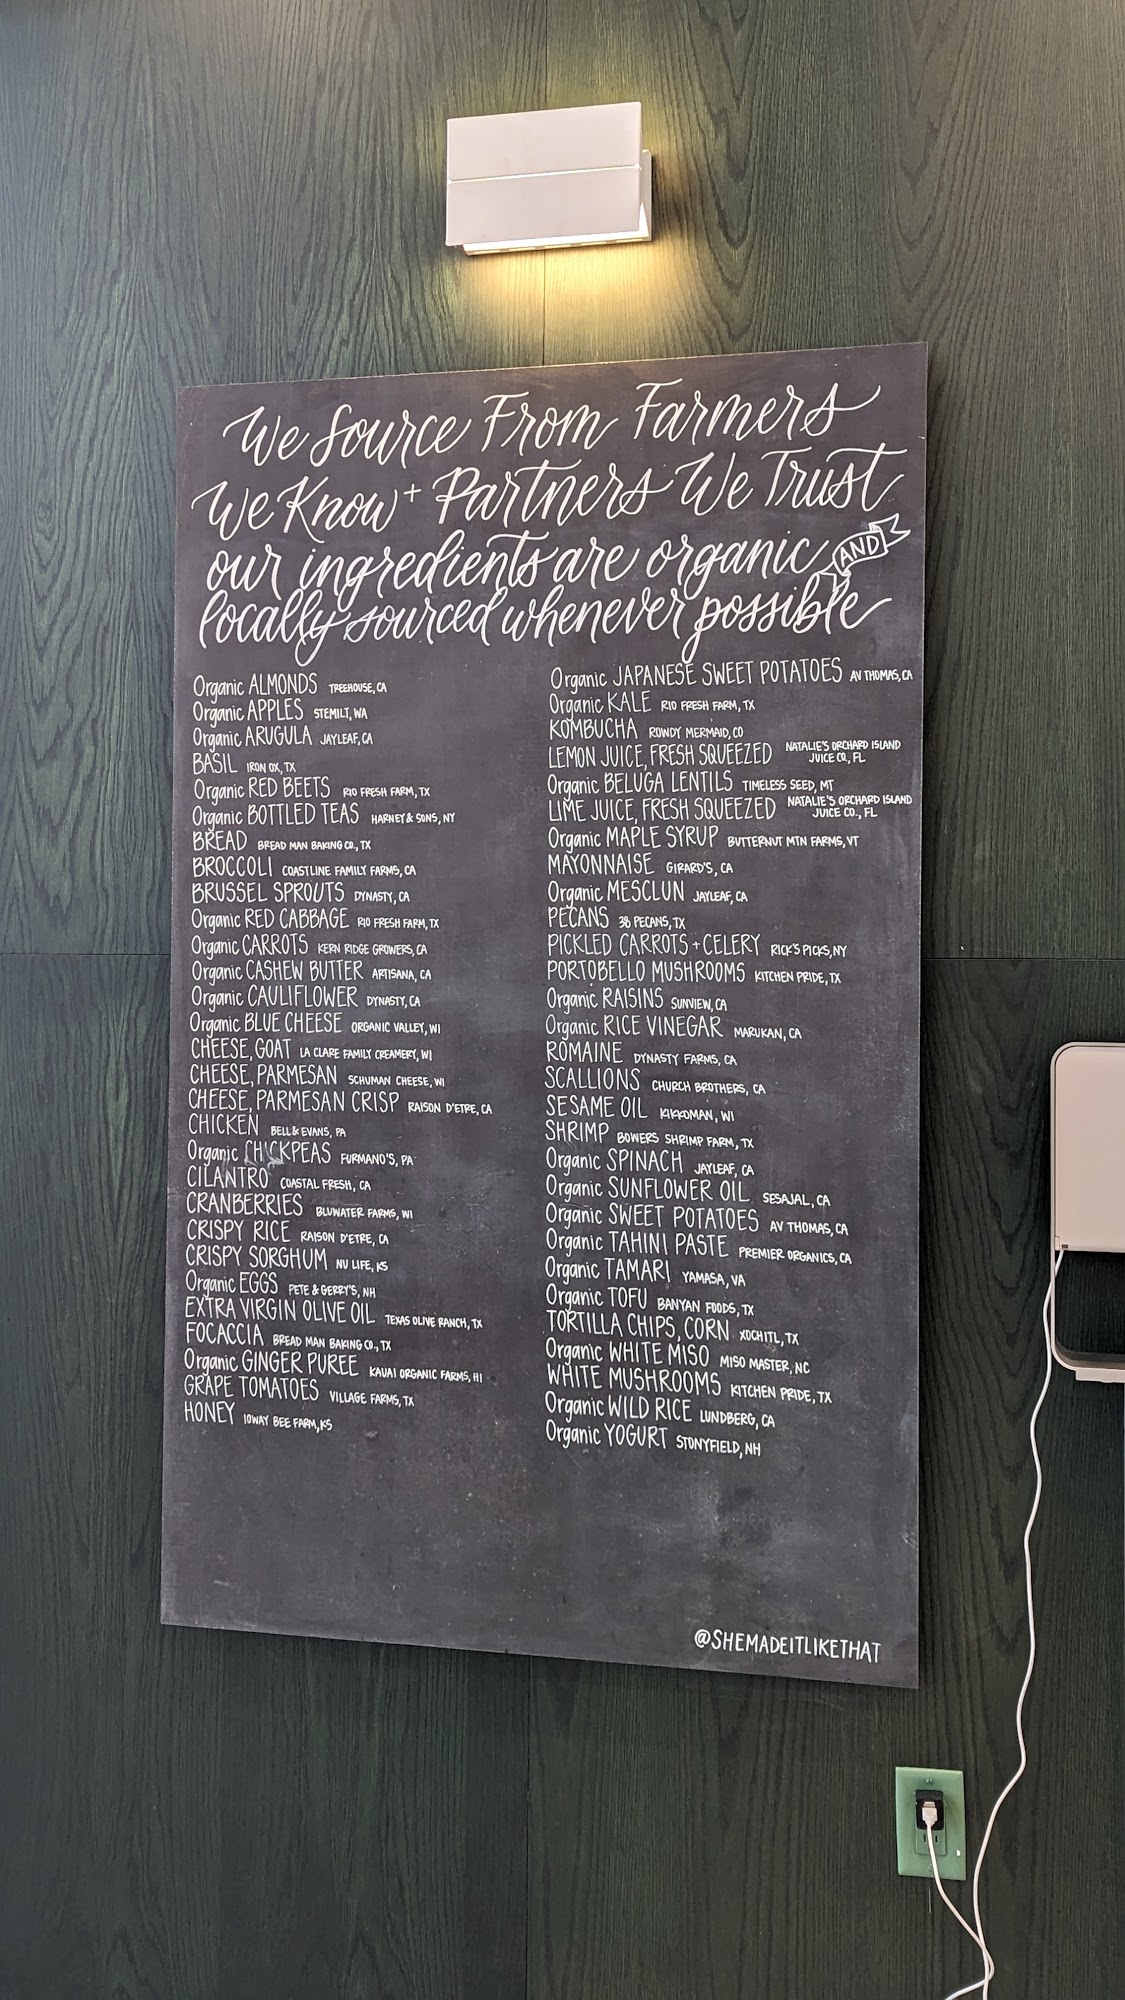 We Source From Farmers
We Know + Partners We Trust
our ingredients are organic AND
locally sourced whenever possible
Organic ALMONDS TREEHOUSE, CA
Organic APPLES STEMILT, WA
Organic ARUGULA JAYLEAF, CA
BASIL IRON OX, TX
Organic RED BEETS RIO FRESH FARM, TX
Organic BOTTLED TEAS HARNEY & SONS, NY
BREAD BREAD MAN BAKING CO., TX
BROCCOLI COASTLINE FAMILY FARMS, CA
BRUSSEL SPROUTS DYNASTY, CA
Organic RED CABBAGE RIO FRESH FARM, TX
Organic CARROTS KERN RIDGE GROWERS, CA
Organic CASHEW BUTTER ARTISANA, CA
Organic CAULIFLOWER DYNASTY, CA
Organic BLUE CHEESE ORGANIC VALLEY, WI
CHEESE, GOAT LA CLARE FAMILY CREAMERY, WI
CHEESE, PARMESAN SCHUMAN CHEESE, WI
CHEESE, PARMESAN CRISP RAISON D'ETRE, CA
CHICKEN BELL & EVANS, PA
Organic CHICKPEAS FURMANO'S, PA
CILANTRO COASTAL FRESH, CA
CRANBERRIES BLUWATER FARMS, WI
CRISPY RICE RAISON D'ETRE, CA
CRISPY SORGHUM NU LIFE, KS
Organic EGGS PETE & GERRY'S, NH
EXTRA VIRGIN OLIVE OIL TEXAS OLIVE RANCH, TX
FOCACCIA BREAD MAN BAKING CO., TX
Organic GINGER PUREE KAUAI ORGANIC FARMS, HI
GRAPE TOMATOES VILLAGE FARMS, TX
HONEY IOWAY BEE FARM, KS
Organic JAPANESE SWEET POTATOES AV THOMAS, CA
Organic KALE RIO FRESH FARM, TX
KOMBUCHA ROWDY MERMAID, CO
LEMON JUICE, FRESH SQUEEZED NATALIE'S ORCHARD ISLAND
JUICE CO., FL
Organic BELUGA LENTILS TIMELESS SEED, MT
LIME JUICE, FRESH SQUEEZED NATALIE'S ORCHARD ISLAND
JUICE CO., FL
Organic MAPLE SYRUP BUTTERNUT MTN FARMS, VT
MAYONNAISE GIRARD'S, CA
Organic MESCLUN JAYLEAF, CA
PECANS 38 PECANS, TX
PICKLED CARROTS + CELERY RICK'S PICKS, NY
PORTOBELLO MUSHROOMS KITCHEN PRIDE, TX
Organic RAISINS SUNVIEW, CA
Organic RICE VINEGAR MARUKAN, CA
ROMAINE DYNASTY FARMS, CA
SCALLIONS CHURCH BROTHERS, CA
SESAME OIL KIKKOMAN, WI
SHRIMP BOWERS SHRIMP FARM, TX
Organic SPINACH JAYLEAF, CA
Organic SUNFLOWER OIL SESAJAL, CA
Organic SWEET POTATOES AV THOMAS, CA
Organic TAHINI PASTE PREMIER ORGANICS, CA
Organic TAMARI YAMASA, VA
Organic TOFU BANYAN FOODS, TX
TORTILLA CHIPS, CORN XOCHITL, TX
Organic WHITE MISO MISO MASTER, NC
WHITE MUSHROOMS KITCHEN PRIDE, TX
Organic WILD RICE LUNDBERG, CA
Organic YOGURT STONYFIELD, NH
@SHEMADEITLIKETHAT